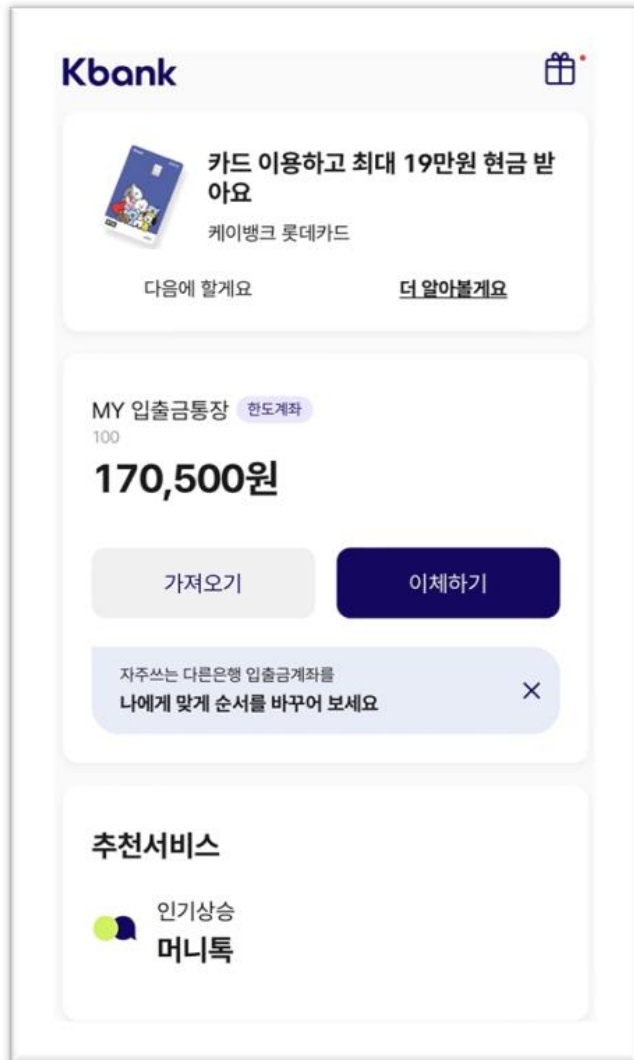 Kbank
카드 이용하고 최대 19만원 현금 받
아요
케이뱅크 롯데카드
다음에 할게요 더 알아볼게요
MY 입출금통장 한도계좌
100
170,500원
가져오기 이체하기
자주쓰는 다른은행 입출금계좌를
나에게 맞게 순서를 바꾸어 보세요
추천서비스
인기상승
머니톡